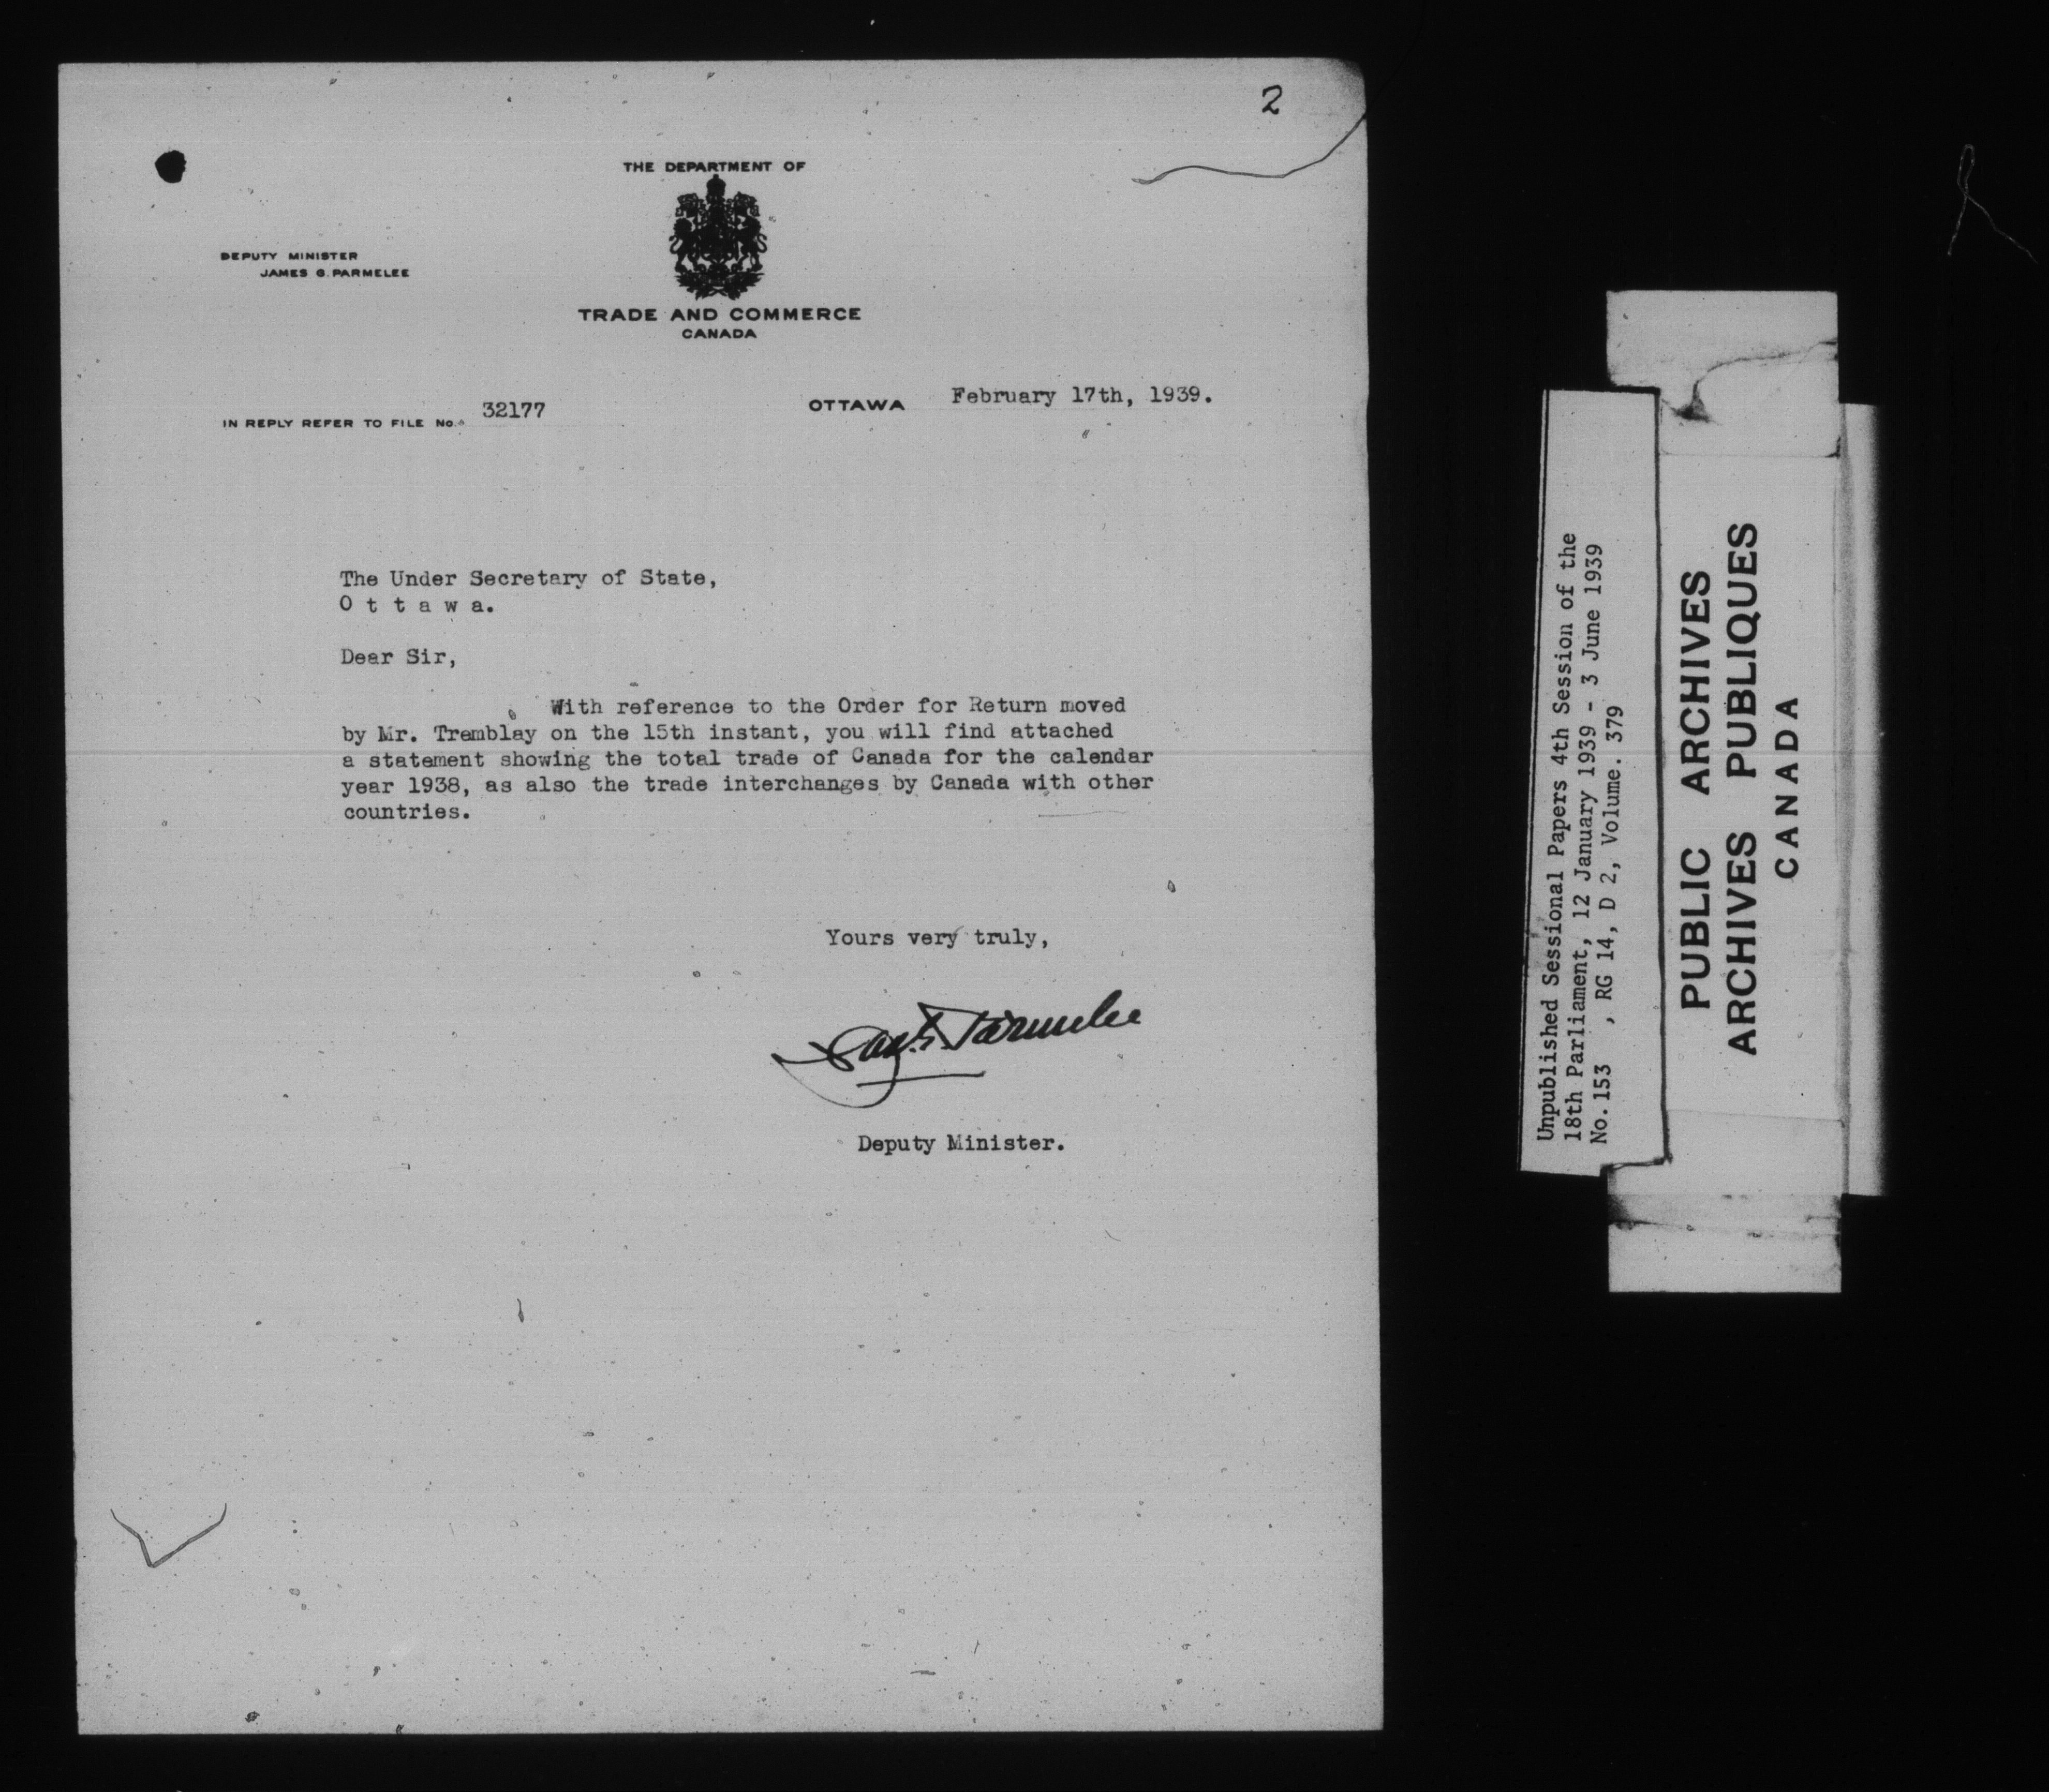 2
THE DEPARTMENT OF
DEPUTY MINISTER
JAMES G. PARMELEE
TRADE AND COMMERCE
CANADA
IN REPLY REFER TO FILE No. 32177
OTTAWA February 17th, 1939.
The Under Secretary of State,
O t t a w a.
Dear Sir,
With reference to the Order for Return moved
by Mr. Tremblay on the 15th instant, you will find attached
a statement showing the total trade of Canada for the calendar
year 1938, as also the trade interchanges by Canada with other
countries.
Yours very truly,
Jas. G. Parmelee
Deputy Minister.
Unpublished Sessional Papers 4th Session of the
18th Parliament, 12 January 1939 - 3 June 1939
No.153 , RG 14, D 2, Volume. 379
PUBLIC ARCHIVES
ARCHIVES PUBLIQUES
CANADA